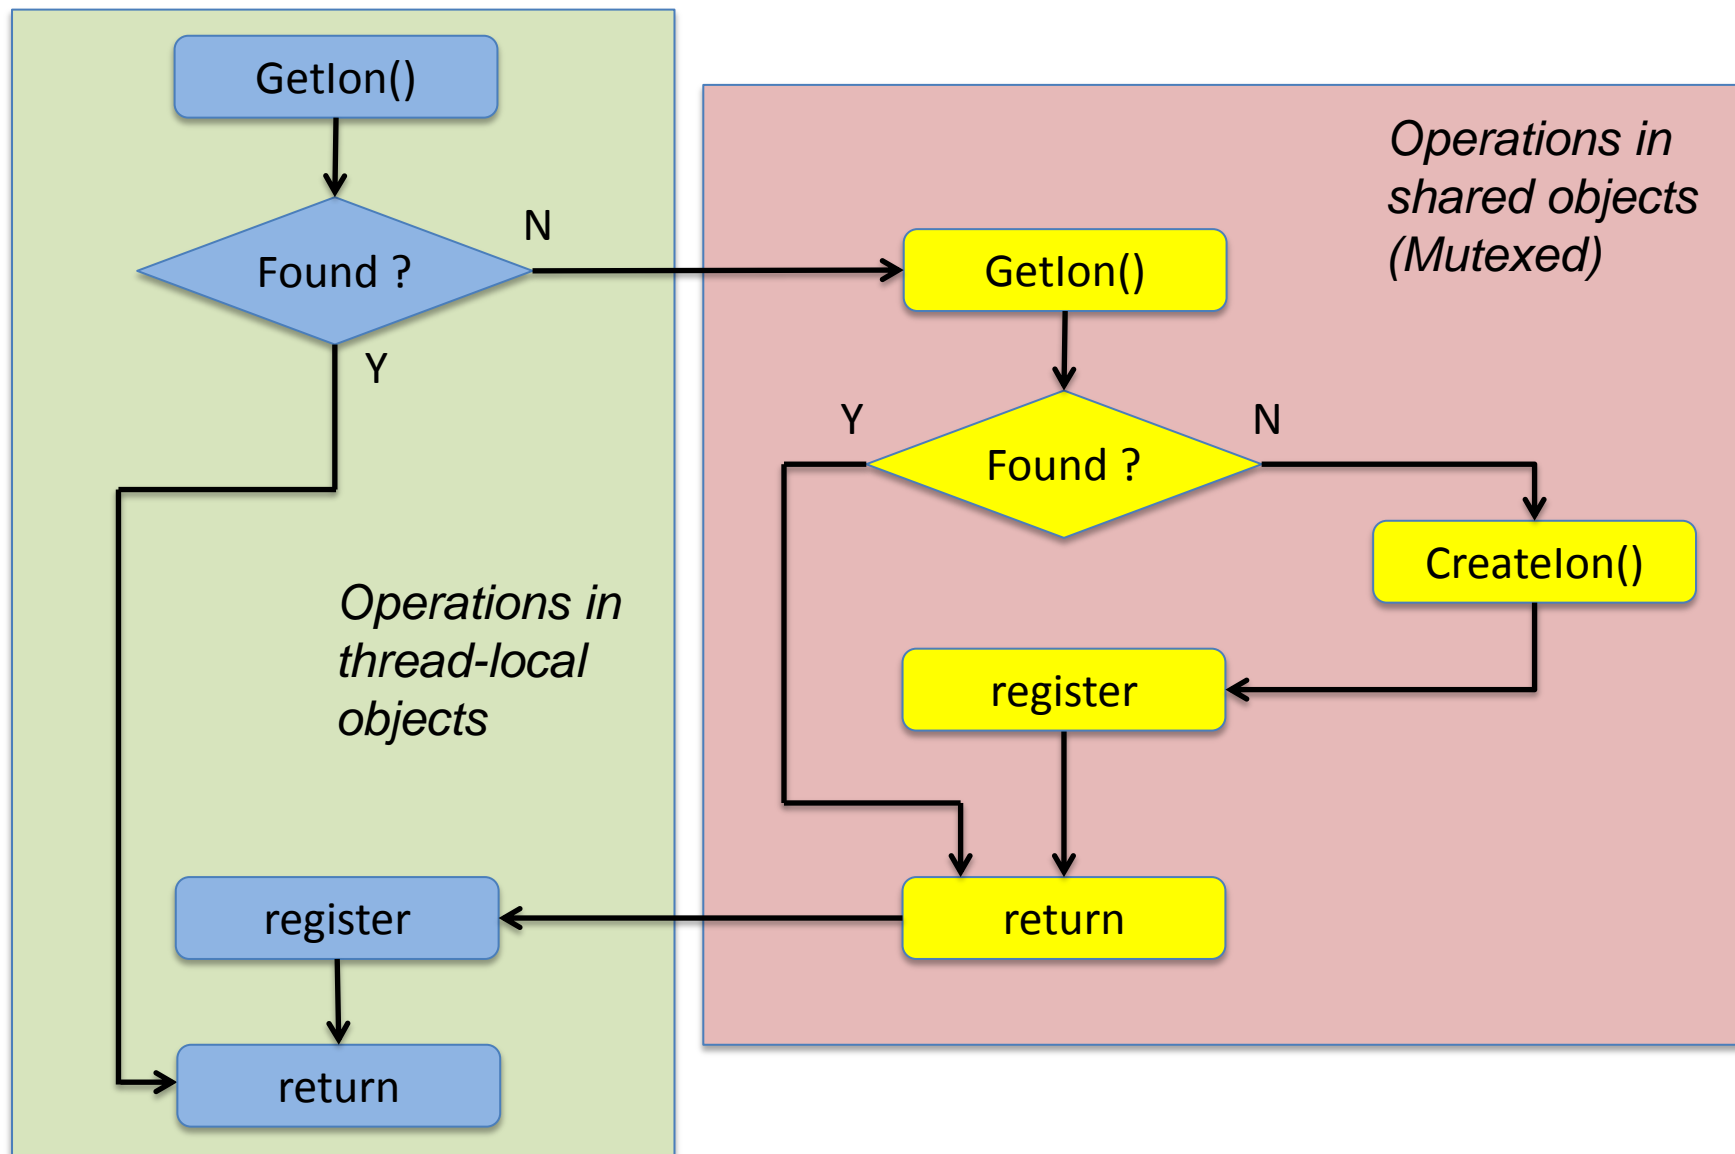 GetIon()
Found ?
N
Y
Operations in
thread-local
objects
register
return
Operations in
shared objects
(Mutexed)
GetIon()
Found ?
Y
N
CreateIon()
register
return